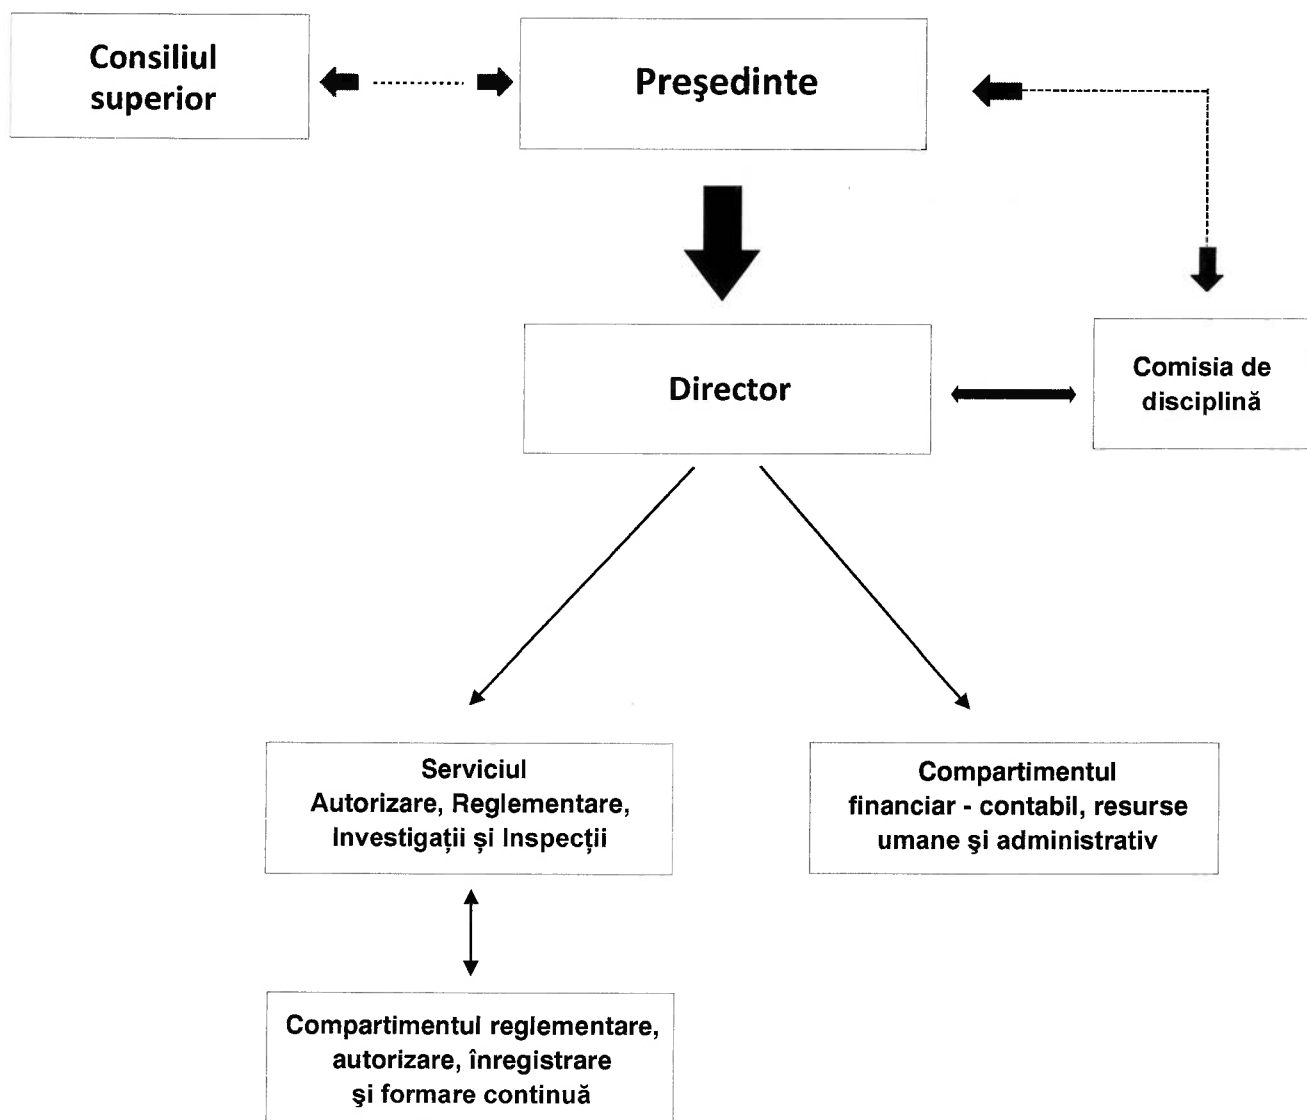 Consiliul
superior
Preşedinte
Director
Comisia de
disciplină
Serviciul
Autorizare, Reglementare,
Investigații și Inspecții
Compartimentul
financiar - contabil, resurse
umane şi administrativ
Compartimentul reglementare,
autorizare, înregistrare
şi formare continuă